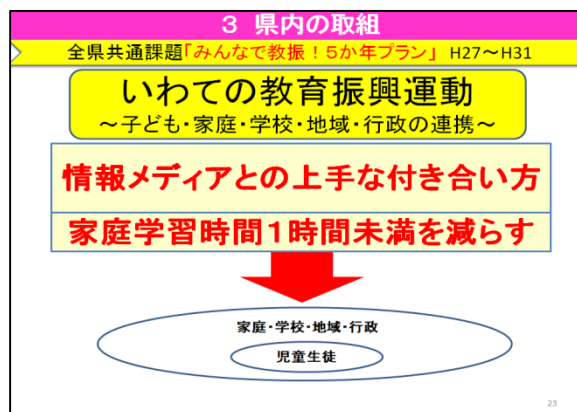 3 県内の取組
全県共通課題「みんなで教振！5か年プラン」 H27～H31
いわての教育振興運動
～子ども・家庭・学校・地域・行政の連携～
情報メディアとの上手な付き合い方
家庭学習時間１時間未満を減らす
家庭・学校・地域・行政
児童生徒
23